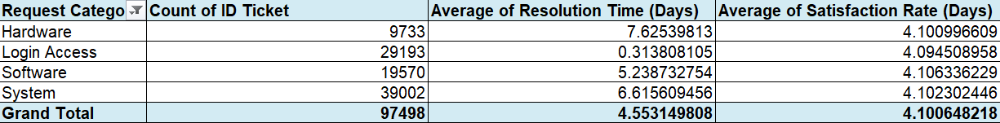 Request Catego Count of ID Ticket Average of Resolution Time (Days) Average of Satisfaction Rate (Days)
Hardware 9733 7.62539813 4.100996609
Login Access 29193 0.313808105 4.094508958
Software 19570 5.238732754 4.106336229
System 39002 6.615609456 4.102302446
Grand Total 97498 4.553149808 4.100648218